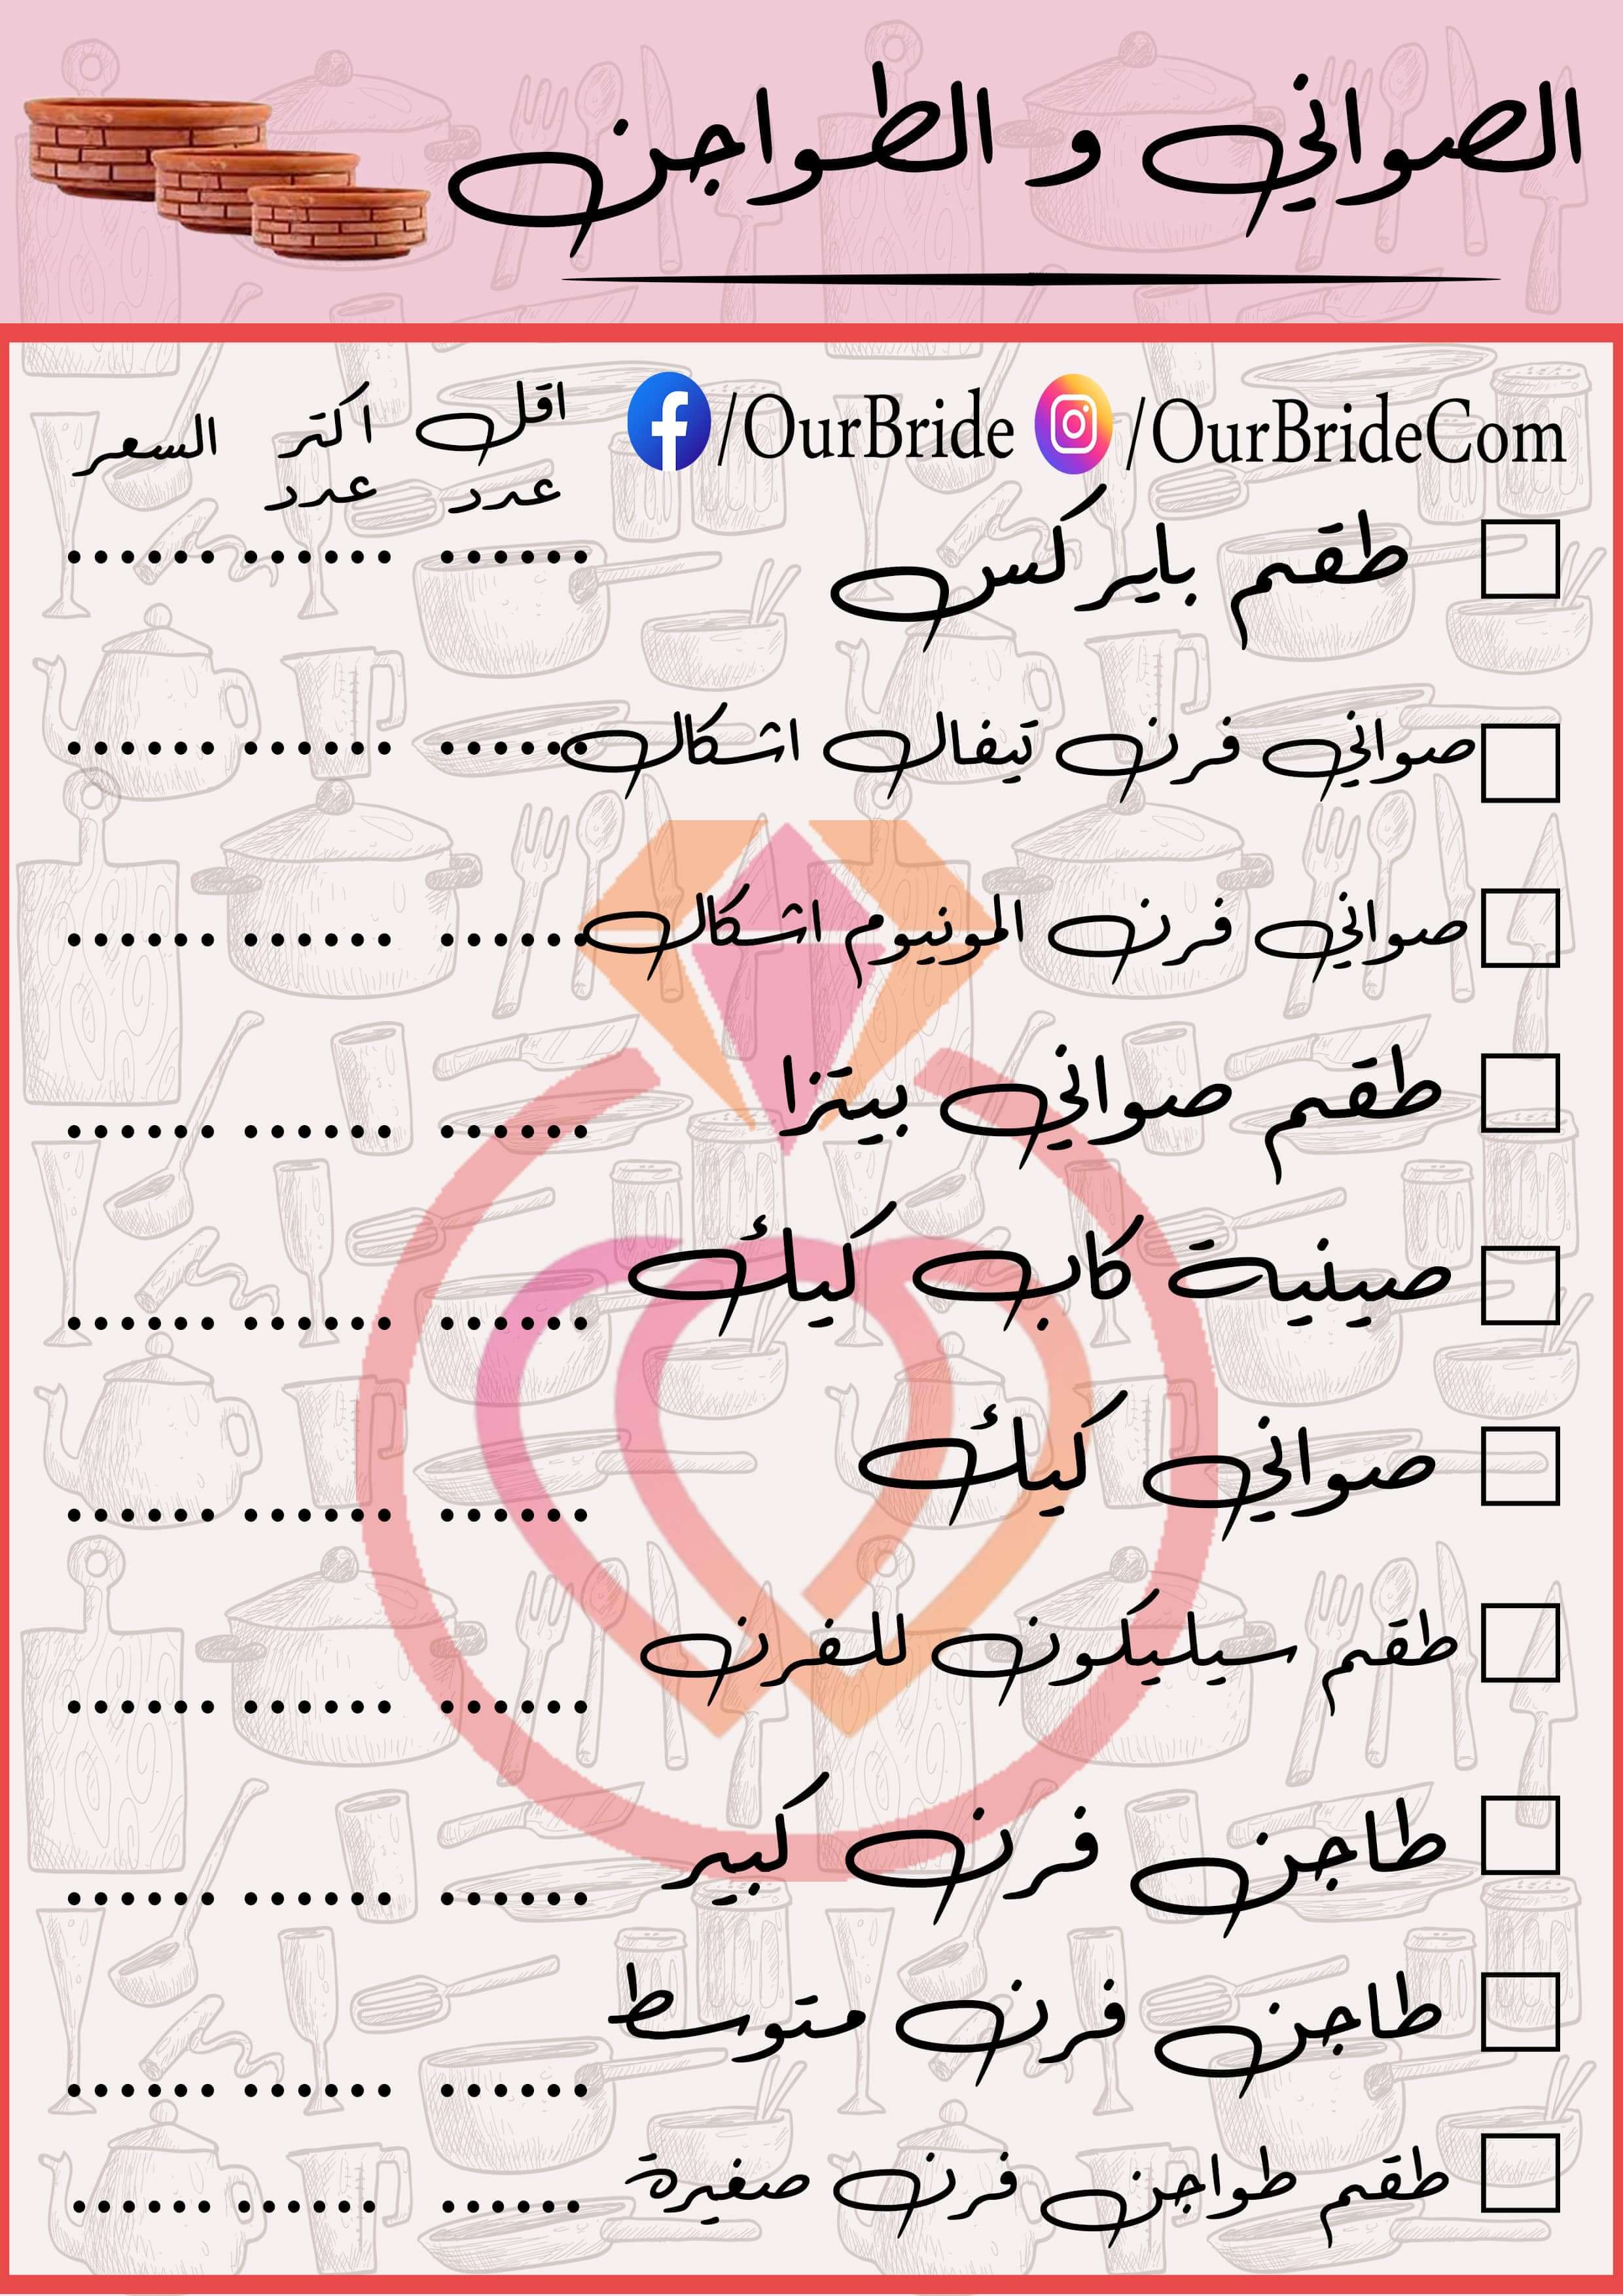 الصواني و الطواجن
/OurBride /OurBrideCom
اقل عدد اكتر عدد السعر
طقم بايركس ...... ...... ......
صواني فرن تيفال اشكال ...... ...... ......
صواني فرن المونيوم اشكال ...... ...... ......
طقم صواني بيتزا ...... ...... ......
صينية كاب كيك ...... ...... ......
صواني كيك ...... ...... ......
طقم سيليكون للفرن ...... ...... ......
طاجن فرن كبير ...... ...... ......
طاجن فرن متوسط ...... ...... ......
طقم طواجن فرن صغيرة ...... ...... ......